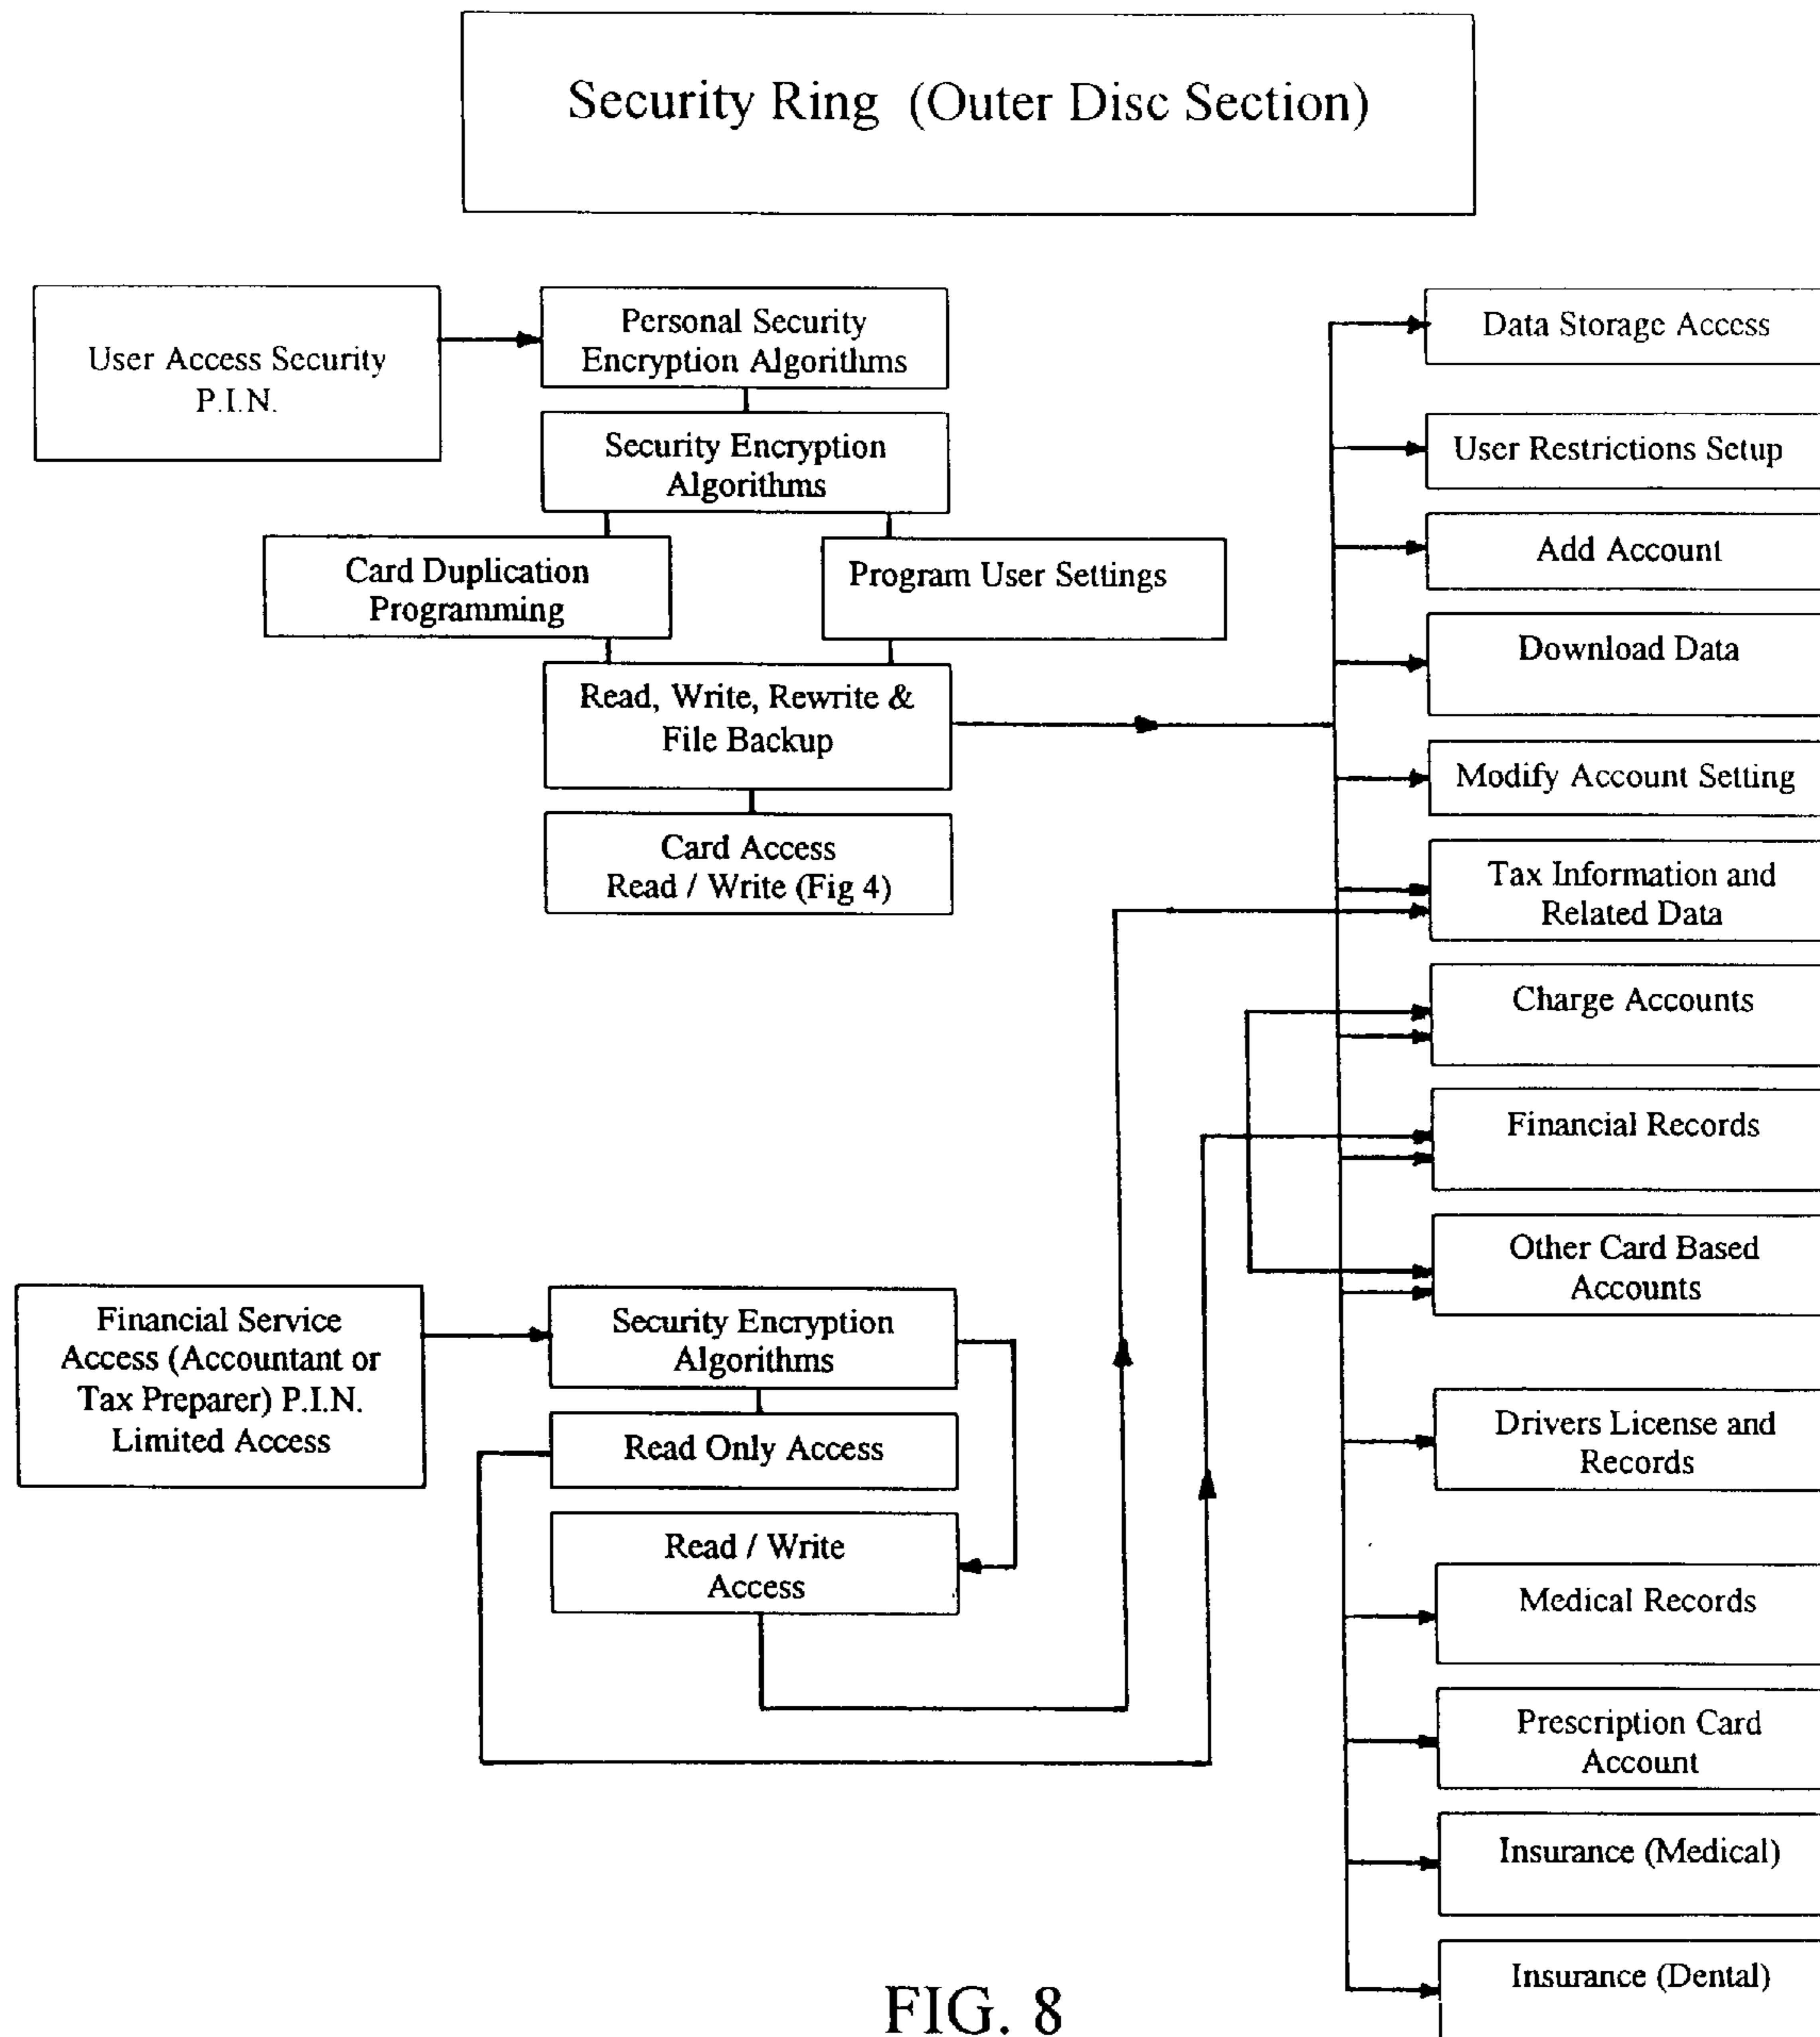 Security Ring (Outer Disc Section)
User Access Security
P.I.N.
Personal Security
Encryption Algorithms
Security Encryption
Algorithms
Card Duplication
Programming
Program User Settings
Read, Write, Rewrite &
File Backup
Card Access
Read / Write (Fig 4)
Financial Service
Access (Accountant or
Tax Preparer) P.I.N.
Limited Access
Security Encryption
Algorithms
Read Only Access
Read / Write
Access
Data Storage Access
User Restrictions Setup
Add Account
Download Data
Modify Account Setting
Tax Information and
Related Data
Charge Accounts
Financial Records
Other Card Based
Accounts
Drivers License and
Records
Medical Records
Prescription Card
Account
Insurance (Medical)
Insurance (Dental)
FIG. 8